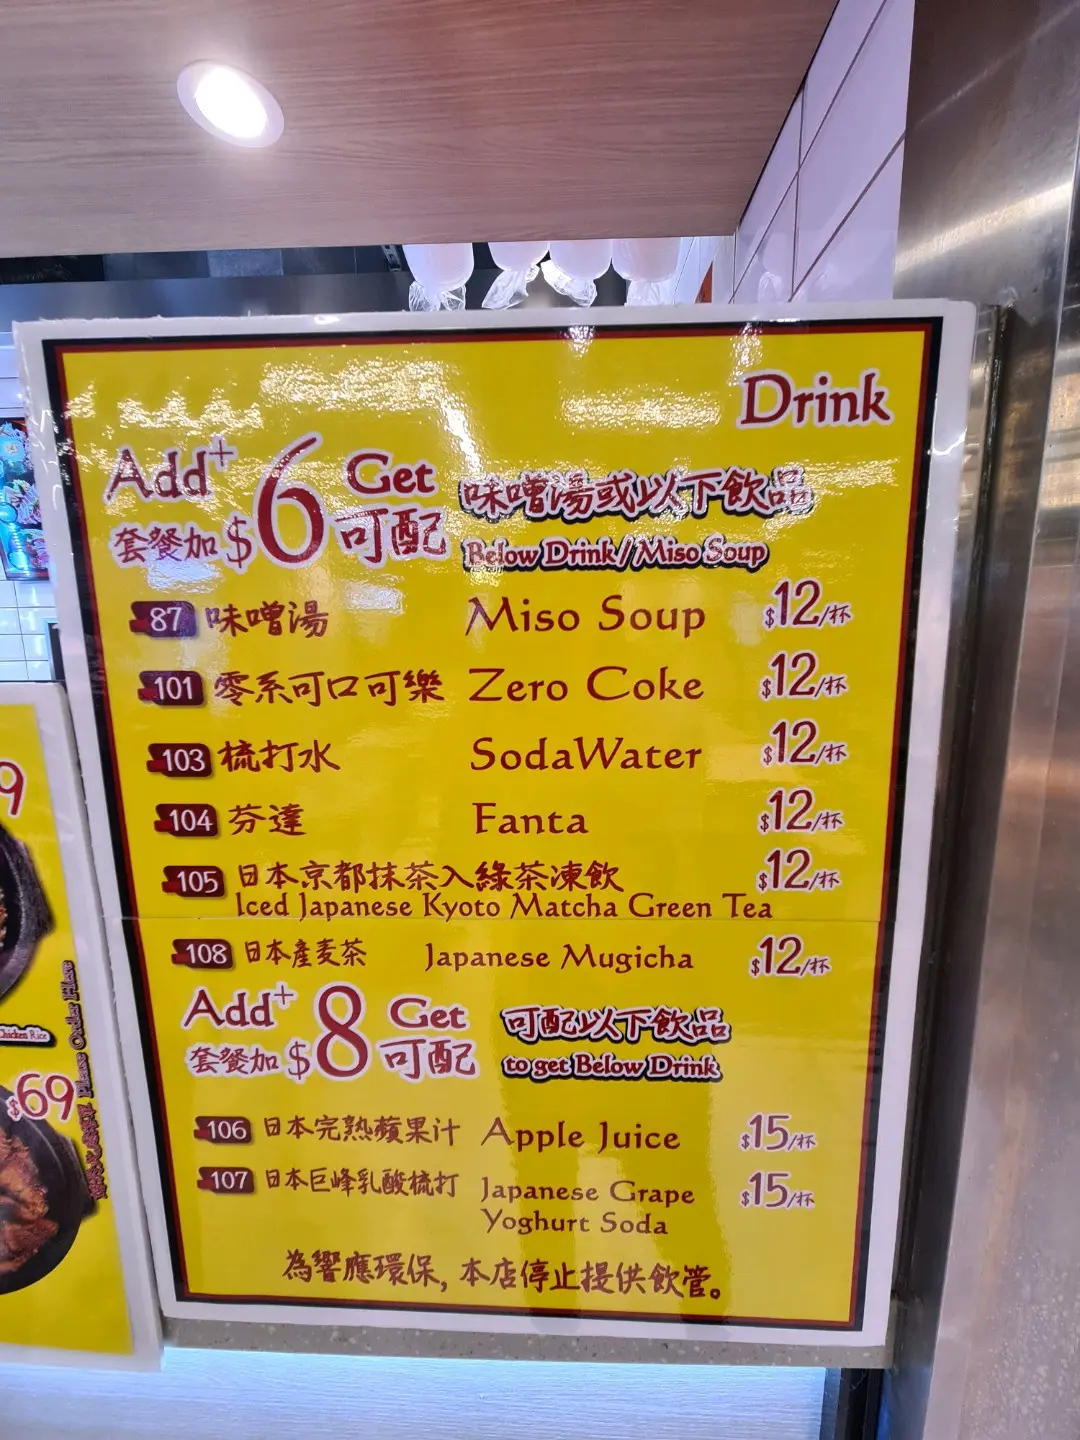 Drink
Add+ $6 Get
套餐加 可配
味噌湯或以下飲品
Below Drink / Miso Soup
87 味噌湯 Miso Soup $12/杯
101 零系可口可樂 Zero Coke $12/杯
103 梳打水 SodaWater $12/杯
104 芬達 Fanta $12/杯
105 日本京都抹茶入綠茶凍飲 $12/杯
Iced Japanese Kyoto Matcha Green Tea
108 日本產麦茶 Japanese Mugicha $12/杯
Add+ $8 Get
套餐加 可配
可配以下飲品
to get Below Drink
106 日本完熟蘋果汁 Apple Juice $15/杯
107 日本巨峰乳酸梳打 Japanese Grape $15/杯
Yoghurt Soda
為響應環保, 本店停止提供飲管。
9
Chicken Rice
$69
Please Order Here